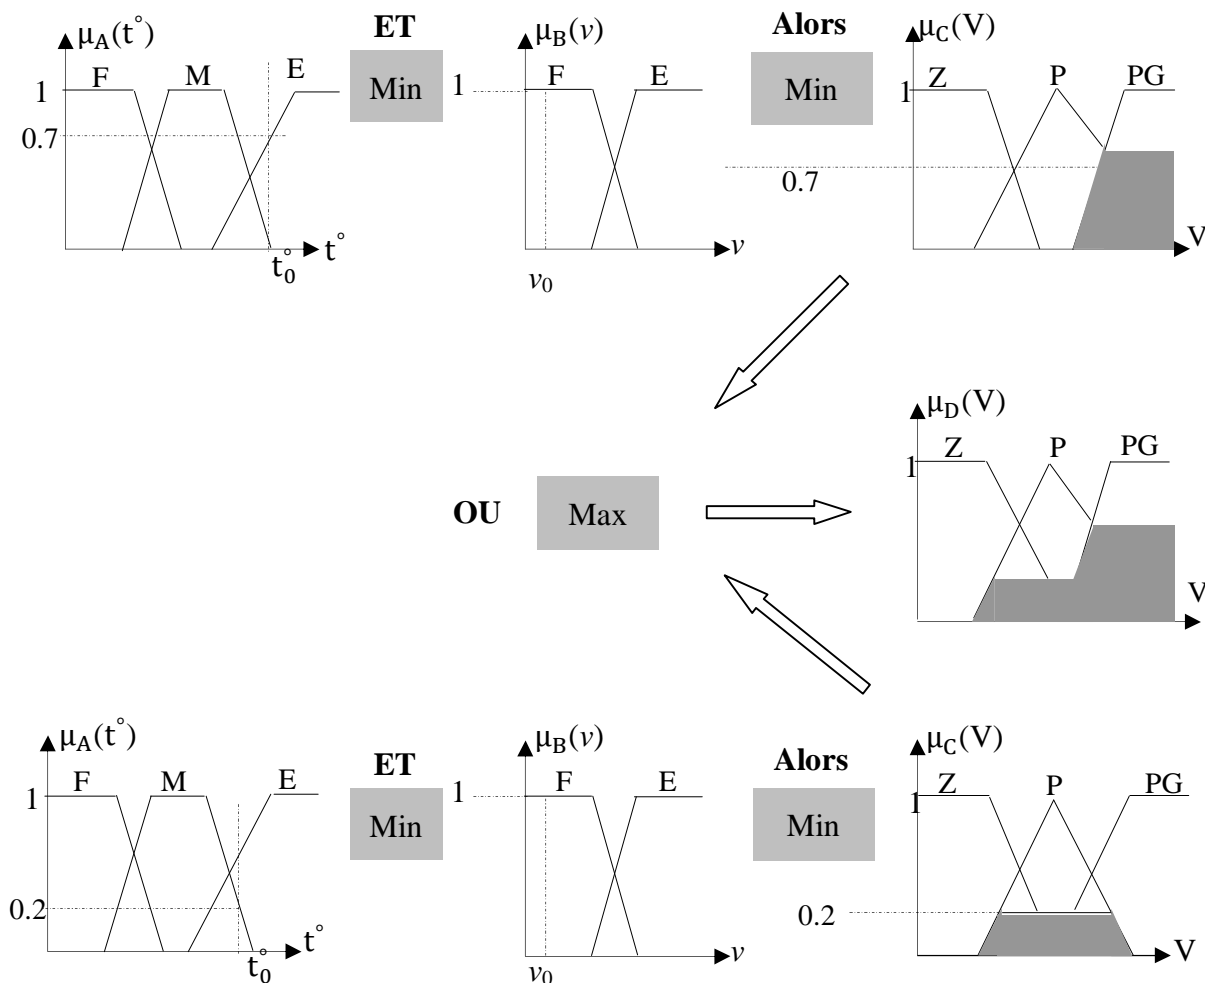 μA(t°) ET μB(v) Alors μC(V)
F M E Min F E Min Z P PG
1 1 1
0.7 0.7
t° v V
t°0 v0
μD(V)
Z P PG
1
OU Max
V
μA(t°) ET μB(v) Alors μC(V)
F M E Min F E Min Z P PG
1 1 1
0.2 0.2
t° v V
t°0 v0